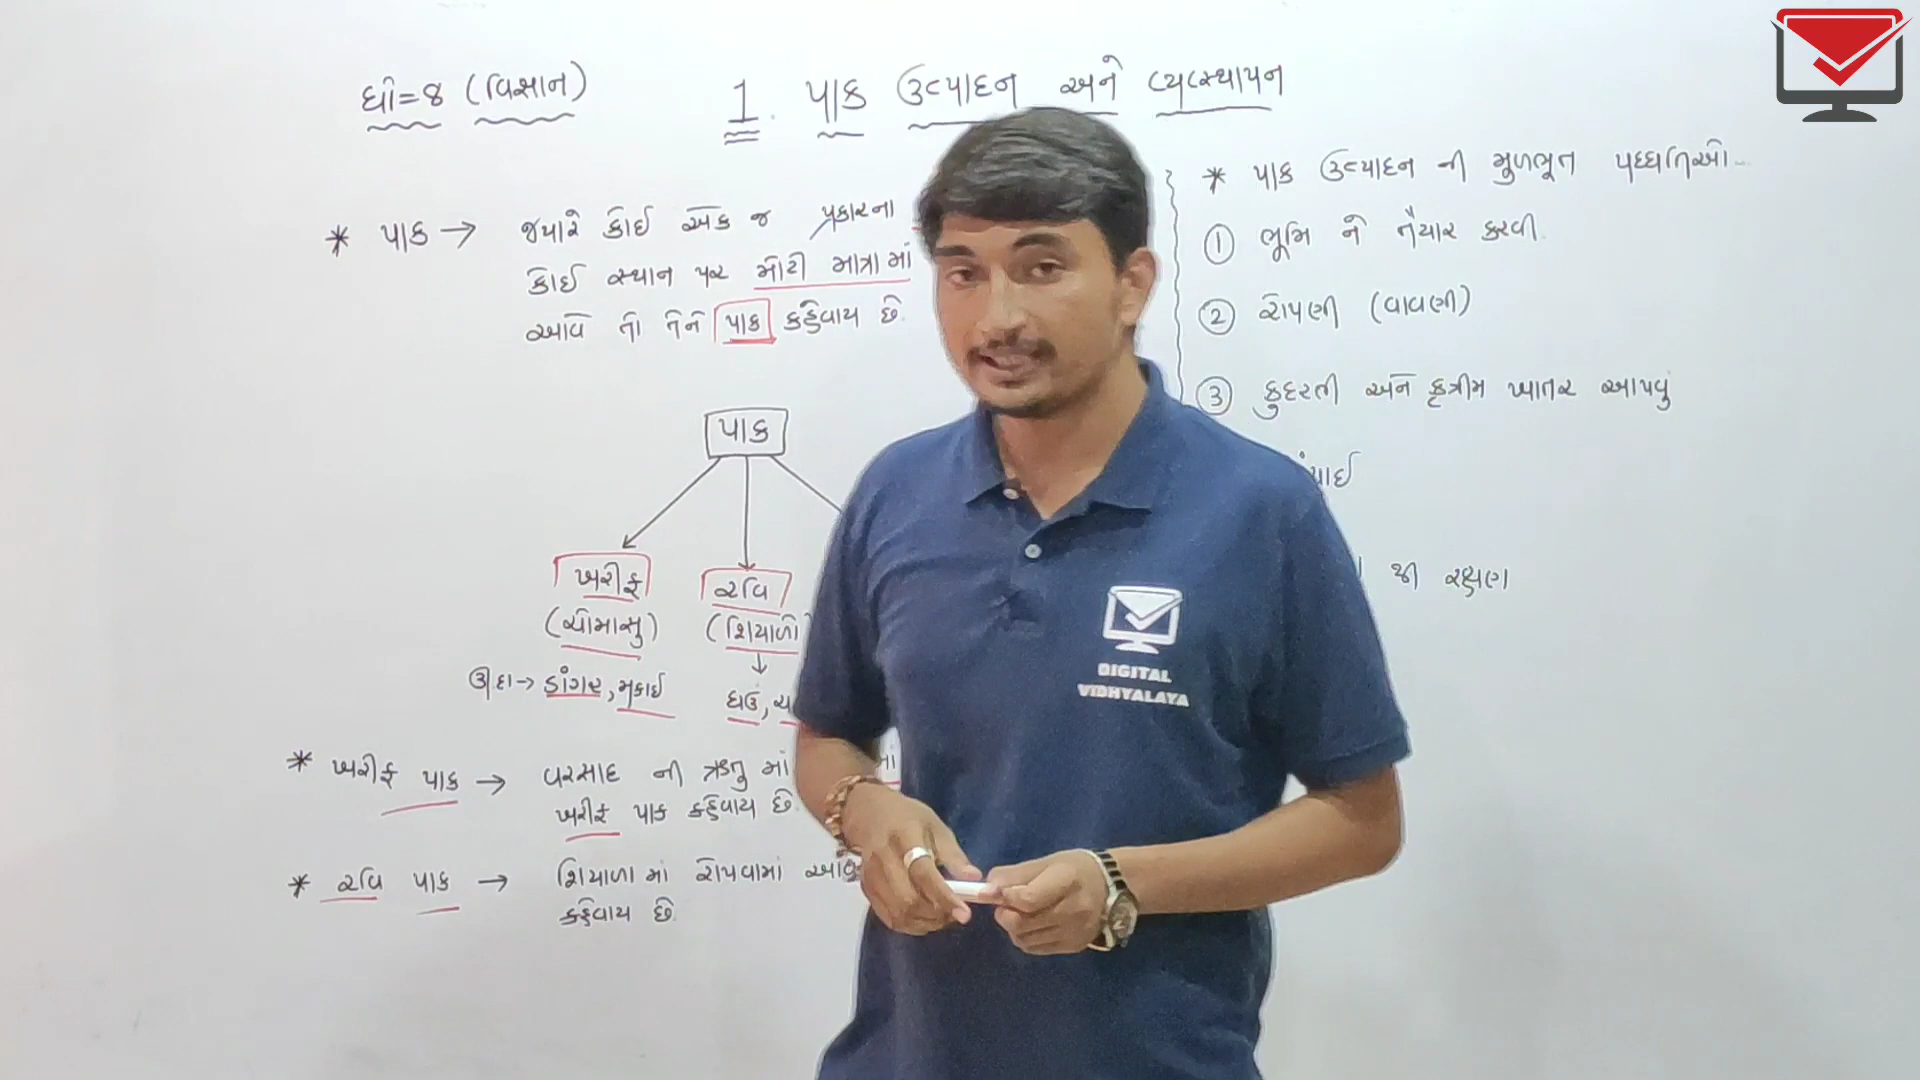 ધો=૪ (વિજ્ઞાન)
1. પાક ઉત્પાદન અને વ્યવસ્થાપન
* પાક → જ્યારે કોઈ એક જ પ્રકારના
કોઈ સ્થાન પર મોટી માત્રામાં
આવે તો તેને પાક કહેવાય છે.
પાક
ખરીફ
(ચોમાસુ)
ઉદા→ ડાંગર, મકાઈ
રવિ
(શિયાળો)
ઘઉં,
* ખરીફ પાક → વરસાદ ની ઋતુ માં
ખરીફ પાક કહેવાય છે.
* રવિ પાક → શિયાળામાં રોપવામાં
કહેવાય છે.
* પાક ઉત્પાદન ની મુળભૂત પધ્ધતિઓ..
① ભૂમિ ને તૈયાર કરવી.
② રોપણી (વાવણી)
③ કુદરતી અને કૃત્રીમ ખાતર આપવું
રક્ષણ
DIGITAL
VIDHYALAYA